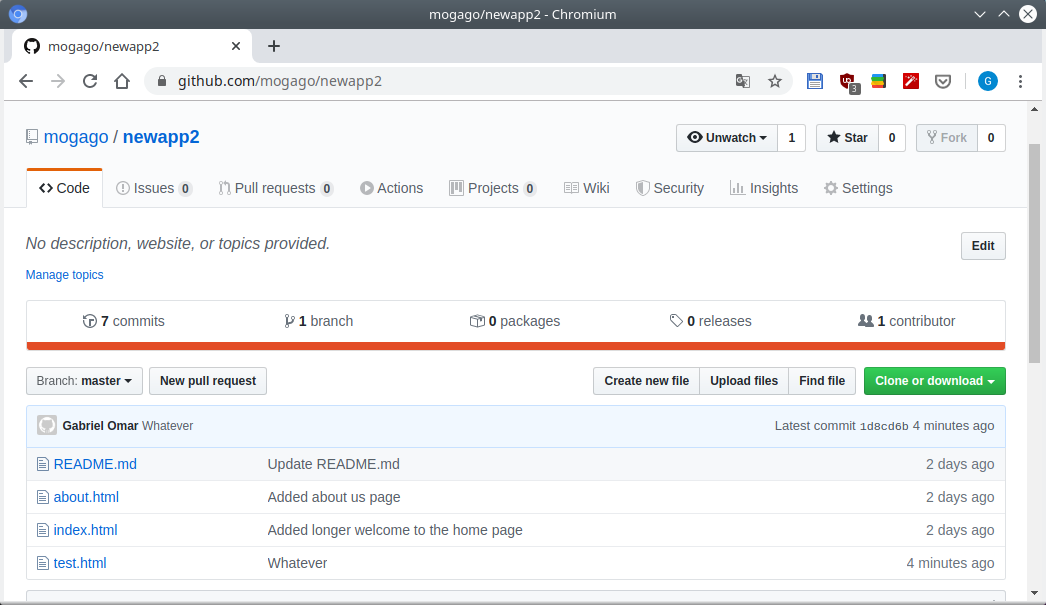 mogago/newapp2 - Chromium
mogago/newapp2
github.com/mogago/newapp2
3
G
mogago / newapp2
Unwatch 1 Star 0 Fork 0
Code Issues 0 Pull requests 0 Actions Projects 0 Wiki Security Insights Settings
No description, website, or topics provided.
Edit
Manage topics
7 commits 1 branch 0 packages 0 releases 1 contributor
Branch: master New pull request Create new file Upload files Find file Clone or download
Gabriel Omar Whatever Latest commit 1d8cd6b 4 minutes ago
README.md Update README.md 2 days ago
about.html Added about us page 2 days ago
index.html Added longer welcome to the home page 2 days ago
test.html Whatever 4 minutes ago